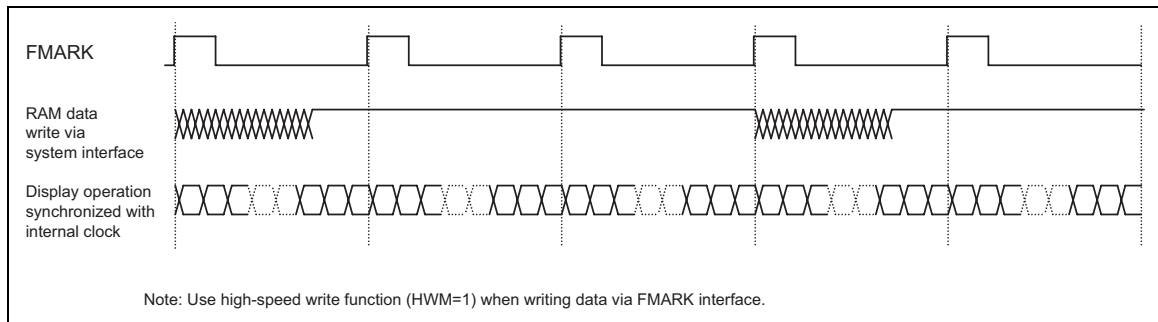 FMARK
RAM data
write via
system interface
Display operation
synchronized with
internal clock
Note: Use high-speed write function (HWM=1) when writing data via FMARK interface.